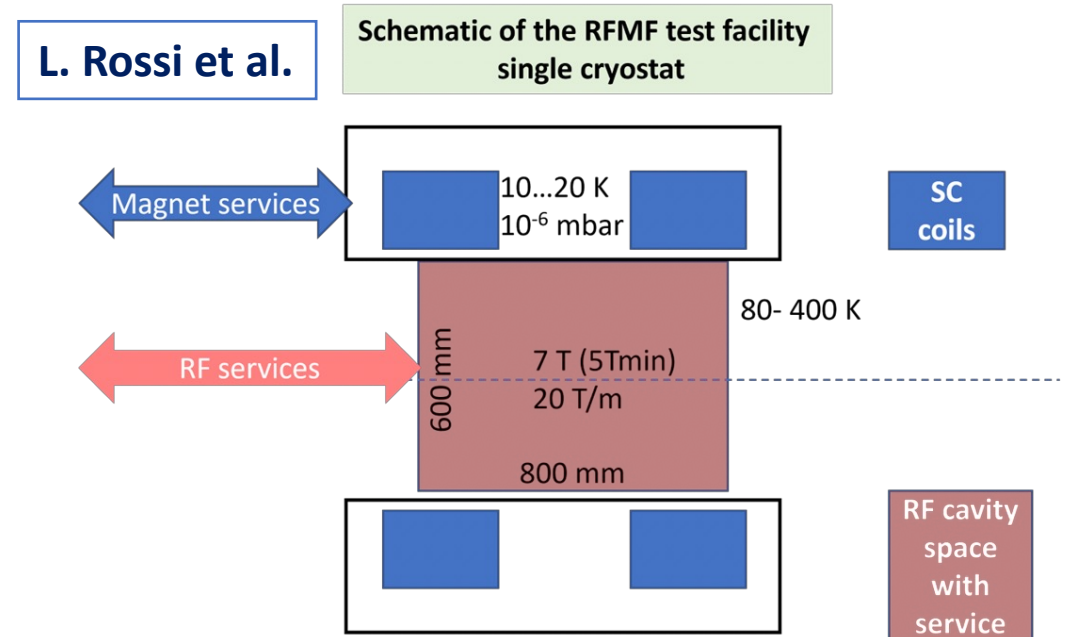 L. Rossi et al.
Schematic of the RFMF test facility
single cryostat
Magnet services
10...20 K
10⁻⁶ mbar
SC
coils
80- 400 K
RF services
600 mm
7 T (5Tmin)
20 T/m
800 mm
RF cavity
space
with
service